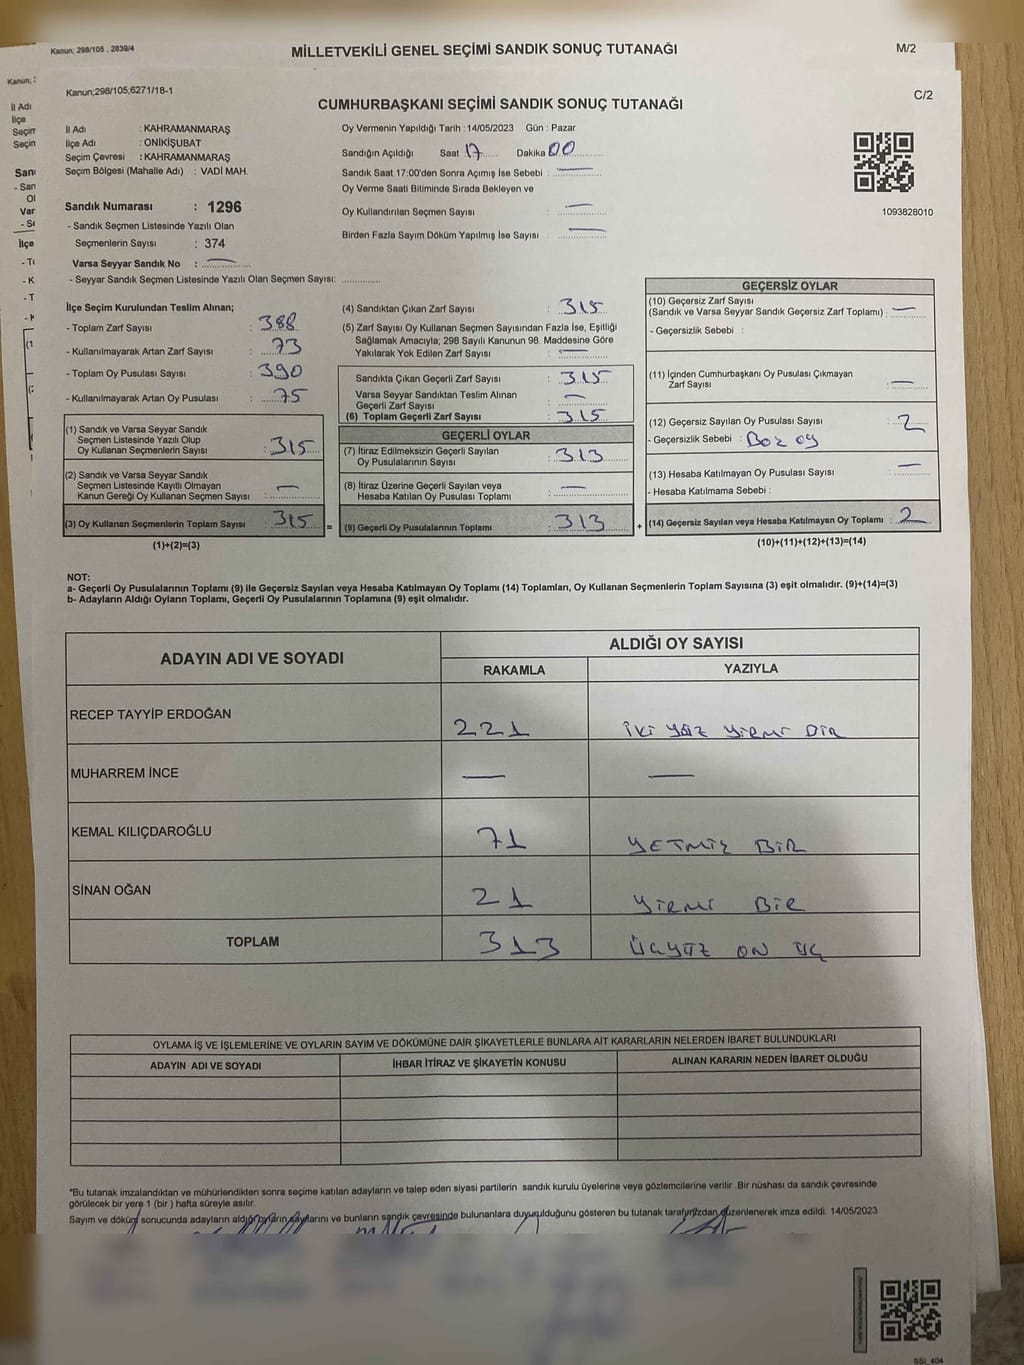 Kanun; 298/105 , 2839/4
MİLLETVEKİLİ GENEL SEÇİMİ SANDIK SONUÇ TUTANAĞI
M/2
Kanun;298/105,6271/18-1
CUMHURBAŞKANI SEÇİMİ SANDIK SONUÇ TUTANAĞI
C/2
İl Adı : KAHRAMANMARAŞ
İlçe Adı : ONİKİŞUBAT
Seçim Çevresi : KAHRAMANMARAŞ
Seçim Bölgesi (Mahalle Adı) : VADİ MAH.
Sandık Numarası : 1296
- Sandık Seçmen Listesinde Yazılı Olan
Seçmenlerin Sayısı : 374
Varsa Seyyar Sandık No : —
- Seyyar Sandık Seçmen Listesinde Yazılı Olan Seçmen Sayısı: ..............
Oy Vermenin Yapıldığı Tarih : 14/05/2023 Gün : Pazar
Sandığın Açıldığı Saat 17 Dakika 00
Sandık Saat 17:00'den Sonra Açımış İse Sebebi : —
Oy Verme Saati Bitiminde Sırada Bekleyen ve
Oy Kullandırılan Seçmen Sayısı : —
Birden Fazla Sayım Döküm Yapılmış İse Sayısı : —
1093828010
İlçe Seçim Kurulundan Teslim Alınan;
- Toplam Zarf Sayısı : 388
- Kullanılmayarak Artan Zarf Sayısı : 73
- Toplam Oy Pusulası Sayısı : 390
- Kullanılmayarak Artan Oy Pusulası : 75
(1) Sandık ve Varsa Seyyar Sandık
Seçmen Listesinde Yazılı Olup
Oy Kullanan Seçmenlerin Sayısı : 315
(2) Sandık ve Varsa Seyyar Sandık
Seçmen Listesinde Kayıtlı Olmayan
Kanun Gereği Oy Kullanan Seçmen Sayısı : —
(3) Oy Kullanan Seçmenlerin Toplam Sayısı : 315 =
(1)+(2)=(3)
(4) Sandıktan Çıkan Zarf Sayısı : 315
(5) Zarf Sayısı Oy Kullanan Seçmen Sayısından Fazla İse, Eşitliği
Sağlamak Amacıyla; 298 Sayılı Kanunun 98. Maddesine Göre
Yakılarak Yok Edilen Zarf Sayısı : —
Sandıkta Çıkan Geçerli Zarf Sayısı : 315
Varsa Seyyar Sandıktan Teslim Alınan
Geçerli Zarf Sayısı : —
(6) Toplam Geçerli Zarf Sayısı : 315
GEÇERLİ OYLAR
(7) İtiraz Edilmeksizin Geçerli Sayılan
Oy Pusulalarının Sayısı : 313
(8) İtiraz Üzerine Geçerli Sayılan veya
Hesaba Katılan Oy Pusulası Toplamı : —
(9) Geçerli Oy Pusulalarının Toplamı : 313 +
GEÇERSİZ OYLAR
(10) Geçersiz Zarf Sayısı
(Sandık ve Varsa Seyyar Sandık Geçersiz Zarf Toplamı) : —
- Geçersizlik Sebebi :
(11) İçinden Cumhurbaşkanı Oy Pusulası Çıkmayan
Zarf Sayısı : —
(12) Geçersiz Sayılan Oy Pusulası Sayısı : 2
- Geçersizlik Sebebi : Boz oy
(13) Hesaba Katılmayan Oy Pusulası Sayısı : —
- Hesaba Katılmama Sebebi :
(14) Geçersiz Sayılan veya Hesaba Katılmayan Oy Toplamı : 2
(10)+(11)+(12)+(13)=(14)
NOT:
a- Geçerli Oy Pusulalarının Toplamı (9) ile Geçersiz Sayılan veya Hesaba Katılmayan Oy Toplamı (14) Toplamları, Oy Kullanan Seçmenlerin Toplam Sayısına (3) eşit olmalıdır. (9)+(14)=(3)
b- Adayların Aldığı Oyların Toplamı, Geçerli Oy Pusulalarının Toplamına (9) eşit olmalıdır.
ADAYIN ADI VE SOYADI
ALDIĞI OY SAYISI
RAKAMLA YAZIYLA
RECEP TAYYİP ERDOĞAN 221 iki yüz yirmi bir
MUHARREM İNCE — —
KEMAL KILIÇDAROĞLU 71 YETMİŞ BİR
SİNAN OĞAN 21 YİRMİ BİR
TOPLAM 313 ÜÇYÜZ ON ÜÇ
OYLAMA İŞ VE İŞLEMLERİNE VE OYLARIN SAYIM VE DÖKÜMÜNE DAİR ŞİKAYETLERLE BUNLARA AİT KARARLARIN NELERDEN İBARET BULUNDUKLARI
ADAYIN ADI VE SOYADI İHBAR İTİRAZ VE ŞİKAYETİN KONUSU ALINAN KARARIN NEDEN İBARET OLDUĞU
*Bu tutanak imzalandıktan ve mühürlendikten sonra seçime katılan adayların ve talep eden siyasi partilerin sandık kurulu üyelerine veya gözlemcilerine verilir .Bir nüshası da sandık çevresinde
görülecek bir yere 1 (bir ) hafta süreyle asılır.
Sayım ve döküm sonucunda adayların aldığı oyların sayılarını ve bunların sandık çevresinde bulunanlara duyurulduğunu gösteren bu tutanak tarafımızdan düzenlenerek imza edildi. 14/05/2023